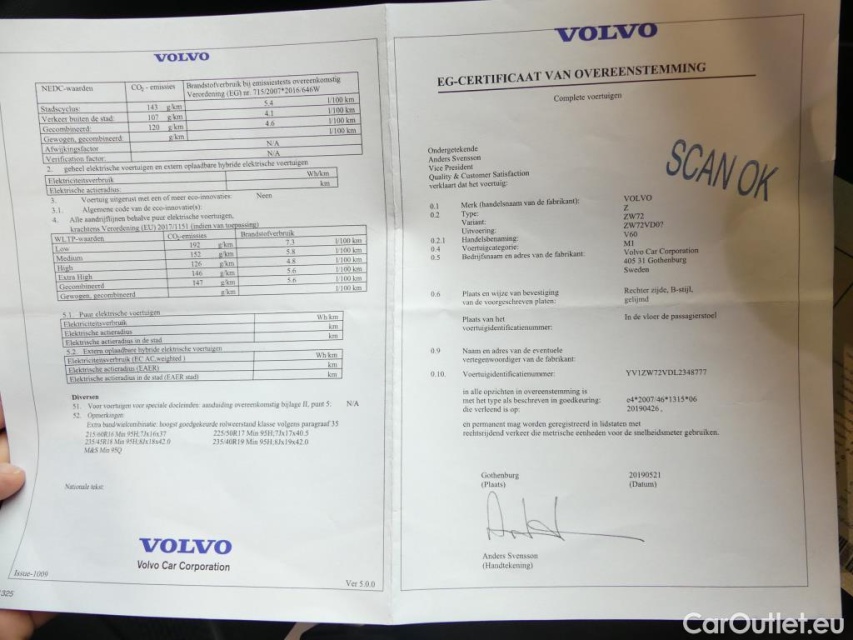 VOLVO
NEDC-waarden
CO2 - emissies
Brandstofverbruik bij emissietests overeenkomstig
Verordening (EG) nr. 715/2007*2016/646W
Stadscyclus: 143 g/km 5.4 l/100 km
Verkeer buiten de stad: 107 g/km 4.1 l/100 km
Gecombineerd: 120 g/km 4.6 l/100 km
Gewogen, gecombineerd: g/km l/100 km
Afwijkingsfactor N/A
Verification factor: N/A
2. geheel elektrische voertuigen en extern oplaadbare hybride elektrische voertuigen
Elektriciteitsverbruik Wh/km
Elektrische actieradius: km
3. Voertuig uitgerust met een of meer eco-innovaties: Neen
3.1. Algemene code van de eco-innovatie(s):
4. Alle aandrijflijnen behalve puur elektrische voertuigen,
krachtens Verordening (EU) 2017/1151 (indien van toepassing)
WLTP-waarden CO2-emissies Brandstofverbruik
Low 192 g/km 7.3 l/100 km
Medium 152 g/km 5.8 l/100 km
High 126 g/km 4.8 l/100 km
Extra High 146 g/km 5.6 l/100 km
Gecombineerd 147 g/km 5.6 l/100 km
Gewogen, gecombineerd g/km l/100 km
5.1. Puur elektrische voertuigen
Elektriciteitsverbruik Wh km
Elektrische actieradius km
Elektrische actieradius in de stad km
5.2. Extern oplaadbare hybride elektrische voertuigen
Elektriciteitsverbruik (EC AC,weighted ) Wh km
Elektrische actieradius (EAER) km
Elektrische actieradius in de stad (EAER stad) km
Diversen
51. Voor voertuigen voor speciale doeleinden: aanduiding overeenkomstig bijlage II, punt 5: N/A
52. Opmerkingen:
Extra band/wielcombinatie: hoogst goedgekeurde rolweerstand klasse volgens paragraaf 35
215/60R16 Min 95H;7Jx16x37 225/50R17 Min 95H;7Jx17x40.5
235/45R18 Min 95H;8Jx18x42.0 235/40R19 Min 95H;8Jx19x42.0
M&S Min 95Q
Nationale tekst:
VOLVO
Volvo Car Corporation
Issue-1009
Ver 5.0.0
1325
VOLVO
EG-CERTIFICAAT VAN OVEREENSTEMMING
Complete voertuigen
SCAN OK
Ondergetekende
Anders Svensson
Vice President
Quality & Customer Satisfaction
verklaart dat het voertuig:
0.1 Merk (handelsnaam van de fabrikant): VOLVO
0.2 Type: Z
Variant: ZW72
Uitvoering: ZW72VD07
0.2.1 Handelsbenaming: V60
0.4 Voertuigcategorie: M1
0.5 Bedrijfsnaam en adres van de fabrikant: Volvo Car Corporation
405 31 Gothenburg
Sweden
0.6 Plaats en wijze van bevestiging Rechter zijde, B-stijl,
van de voorgeschreven platen: gelijmd
Plaats van het In de vloer de passagierstoel
voertuigidentificatienummer:
0.9 Naam en adres van de eventuele
vertegenwoordiger van de fabrikant:
0.10. Voertuigidentificatienummer: YV1ZW72VDL2348777
in alle oprichten in overeenstemming is
met het type als beschreven in goedkeuring: e4*2007/46*1315*06
die verleend is op: 20190426.
en permanent mag worden geregistreerd in lidstaten met
rechtsrijdend verkeer die metrische eenheden voor de snelheidsmeter gebruiken.
Gothenburg 20190521
(Plaats) (Datum)
Anders Svensson
(Handtekening)
CarOutlet.eu